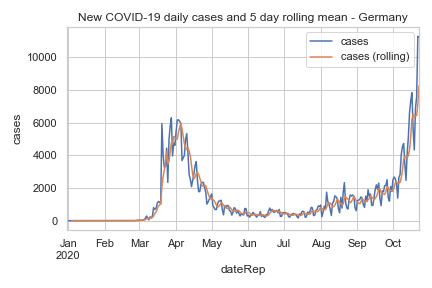 New COVID-19 daily cases and 5 day rolling mean - Germany
cases
cases (rolling)
10000
8000
6000
4000
2000
0
cases
Jan Feb Mar Apr May Jun Jul Aug Sep Oct
2020
dateRep